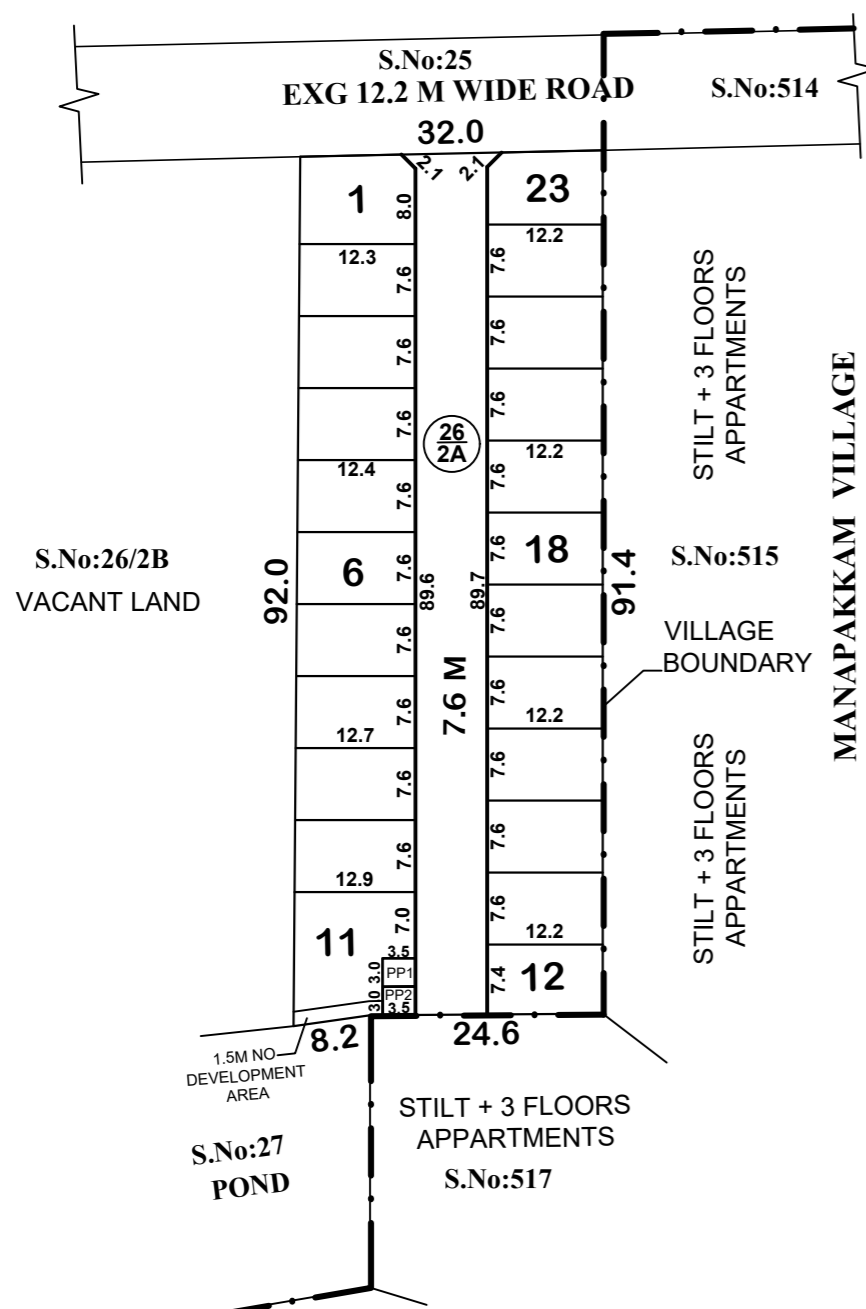 S.No:25
EXG 12.2 M WIDE ROAD
S.No:514
32.0
2.1
2.1
1
8.0
23
12.3
12.2
7.6
7.6
7.6
7.6
7.6
7.6
26
2A
12.4
12.2
7.6
7.6
STILT + 3 FLOORS
APPARTMENTS
MANAPAKKAM VILLAGE
S.No:26/2B
VACANT LAND
92.0
6
7.6
89.6
89.7
7.6
18
91.4
S.No:515
VILLAGE
BOUNDARY
7.6
7.6
7.6 M
7.6
7.6
12.7
12.2
7.6
7.6
7.6
7.6
STILT + 3 FLOORS
APPARTMENTS
12.9
7.6
12.2
11
7.0
3.5
3.0
PP1
3.0
PP2
3.5
7.4
12
8.2
24.6
1.5M NO
DEVELOPMENT
AREA
STILT + 3 FLOORS
APPARTMENTS
S.No:517
S.No:27
POND